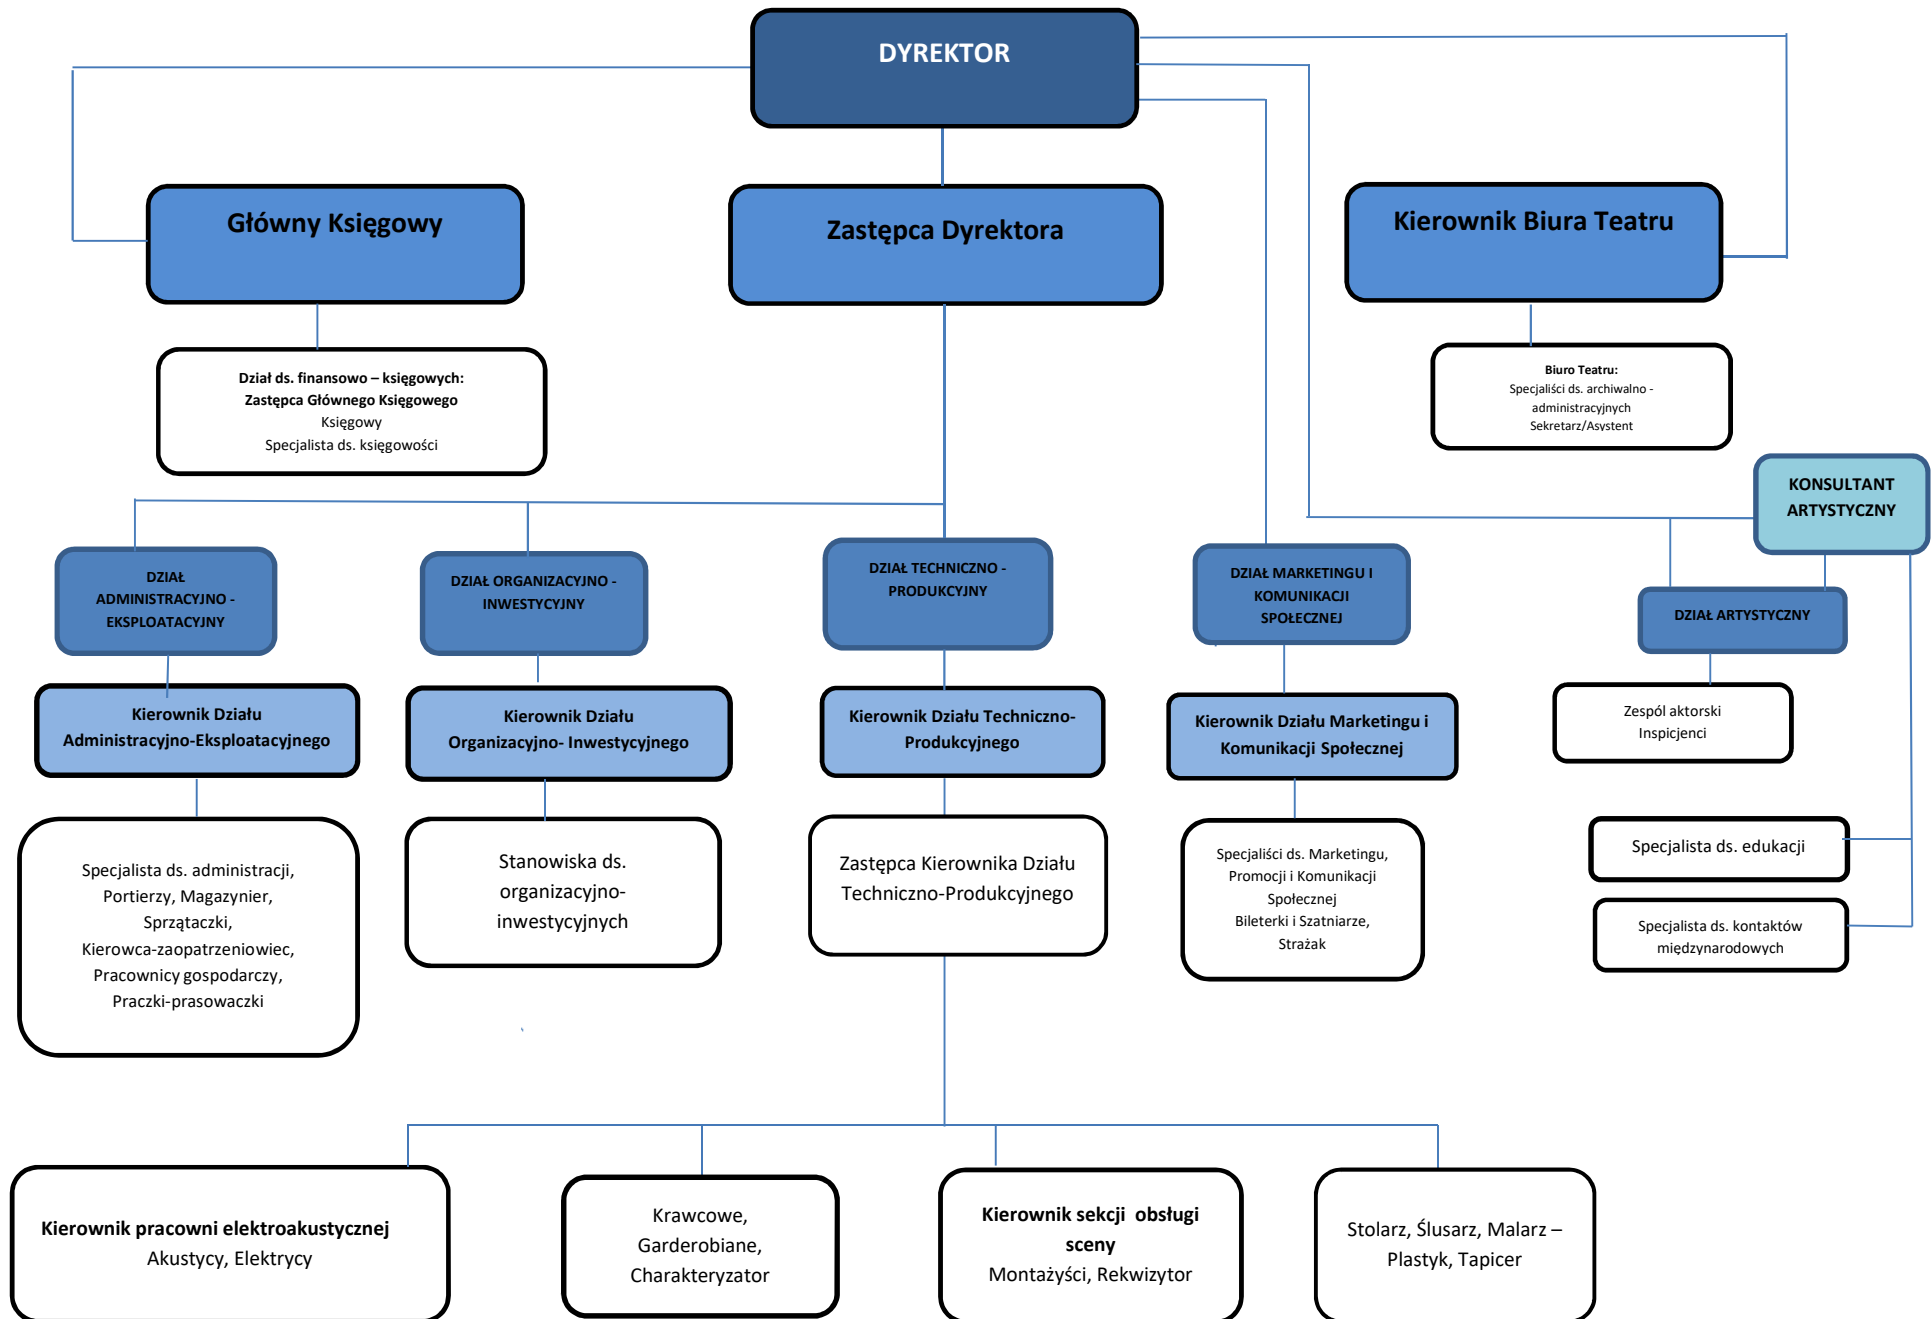 DYREKTOR
Główny Księgowy
Zastępca Dyrektora
Kierownik Biura Teatru
Dział ds. finansowo – księgowych:
Zastępca Głównego Księgowego
Księgowy
Specjalista ds. księgowości
Biuro Teatru:
Specjaliści ds. archiwalno -
administracyjnych
Sekretarz/Asystent
KONSULTANT
ARTYSTYCZNY
DZIAŁ
ADMINISTRACYJNO -
EKSPLOATACYJNY
DZIAŁ ORGANIZACYJNO -
INWESTYCYJNY
DZIAŁ TECHNICZNO -
PRODUKCYJNY
DZIAŁ MARKETINGU I
KOMUNIKACJI
SPOŁECZNEJ
DZIAŁ ARTYSTYCZNY
Kierownik Działu
Administracyjno-Eksploatacyjnego
Kierownik Działu
Organizacyjno- Inwestycyjnego
Kierownik Działu Techniczno-
Produkcyjnego
Kierownik Działu Marketingu i
Komunikacji Społecznej
Zespól aktorski
Inspicjenci
Specjalista ds. administracji,
Portierzy, Magazynier,
Sprzątaczki,
Kierowca-zaopatrzeniowiec,
Pracownicy gospodarczy,
Praczki-prasowaczki
Stanowiska ds.
organizacyjno-
inwestycyjnych
Zastępca Kierownika Działu
Techniczno-Produkcyjnego
Specjaliści ds. Marketingu,
Promocji i Komunikacji
Społecznej
Bileterki i Szatniarze,
Strażak
Specjalista ds. edukacji
Specjalista ds. kontaktów
międzynarodowych
Kierownik pracowni elektroakustycznej
Akustycy, Elektrycy
Krawcowe,
Garderobiane,
Charakteryzator
Kierownik sekcji obsługi
sceny
Montażyści, Rekwizytor
Stolarz, Ślusarz, Malarz –
Plastyk, Tapicer